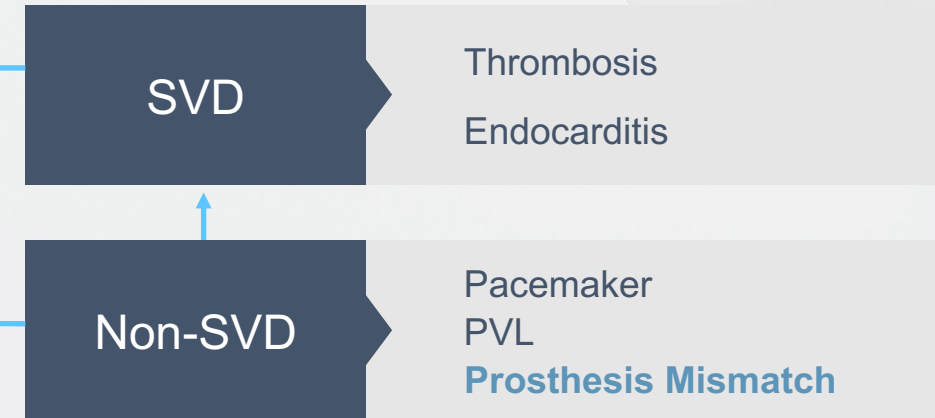 SVD
Thrombosis
Endocarditis
Non-SVD
Pacemaker
PVL
Prosthesis Mismatch